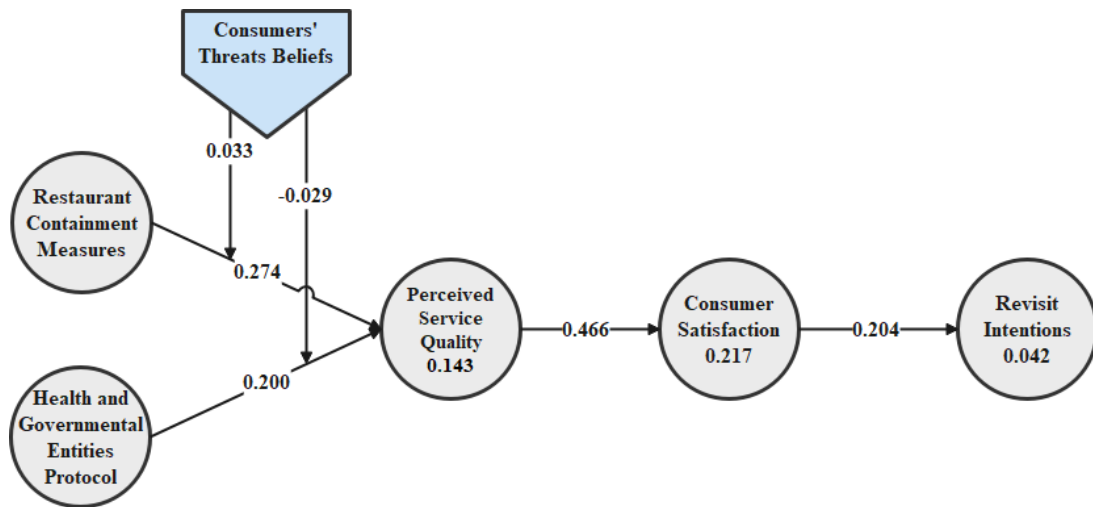 Consumers'
Threats Beliefs
0.033
-0.029
Restaurant
Containment
Measures
0.274
Perceived
Service
Quality
0.143
0.466
Consumer
Satisfaction
0.217
0.204
Revisit
Intentions
0.042
0.200
Health and
Governmental
Entities
Protocol